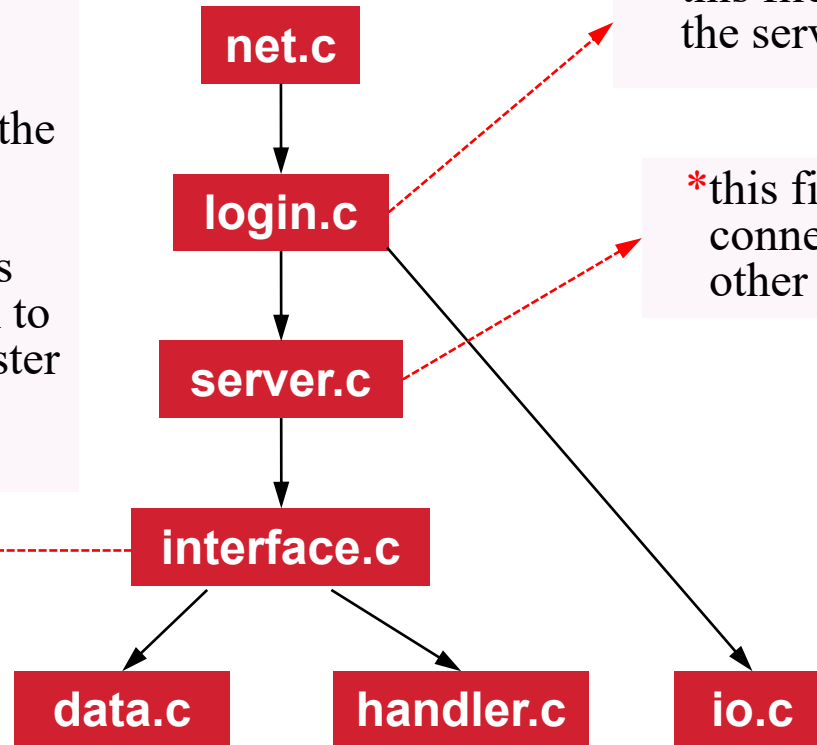 net.c
the serv
the
login.c
*this fi
conne
other
s
to
ster
server.c
interface.c
data.c
handler.c
io.c